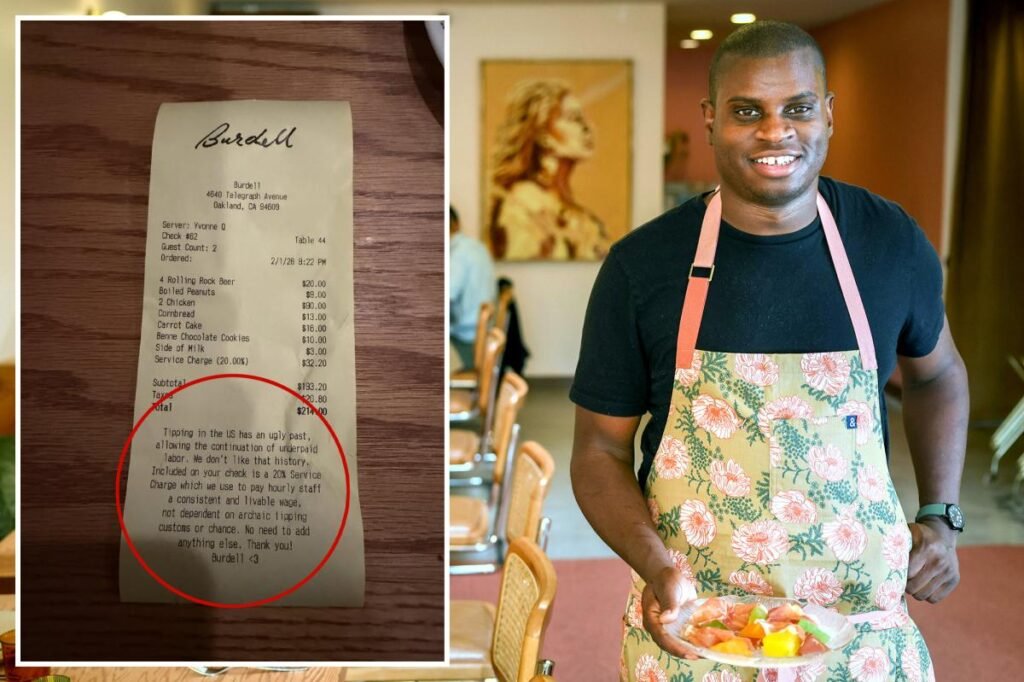 Burdell
Burdell
4640 Telegraph Avenue
Oakland, CA 94609
Server: Yvonne Q
Check #62
Table 44
Guest Count: 2
Ordered:
2/1/26 8:22 PM
4 Rolling Rock Beer $20.00
Boiled Peanuts $9.00
2 Chicken $90.00
Cornbread $13.00
Carrot Cake $16.00
Benne Chocolate Cookies $10.00
Side of Milk $3.00
Service Charge (20.00%) $32.20
Subtotal $193.20
Taxes $20.80
Total $214.00
Tipping in the US has an ugly past,
allowing the continuation of underpaid
labor. We don't like that history.
Included on your check is a 20% Service
Charge which we use to pay hourly staff
a consistent and livable wage,
not dependent on archaic tipping
customs or chance. No need to add
anything else. Thank you!
Burdell <3